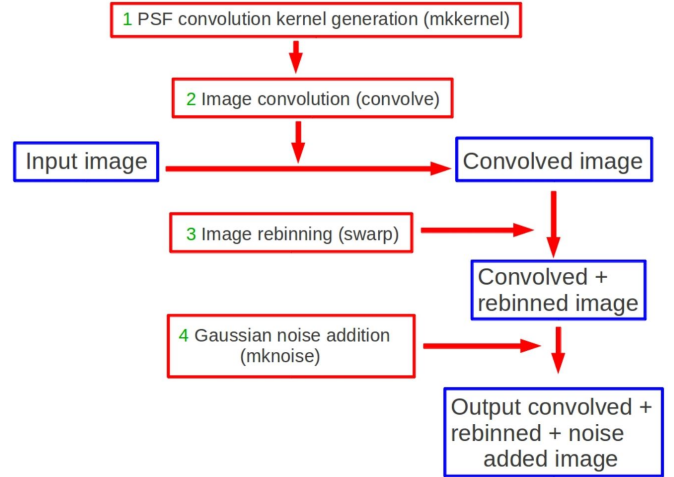 1 PSF convolution kernel generation (mkkernel)
2 Image convolution (convolve)
Input image
Convolved image
3 Image rebinning (swarp)
Convolved +
rebinned image
4 Gaussian noise addition
(mknoise)
Output convolved +
rebinned + noise
added image